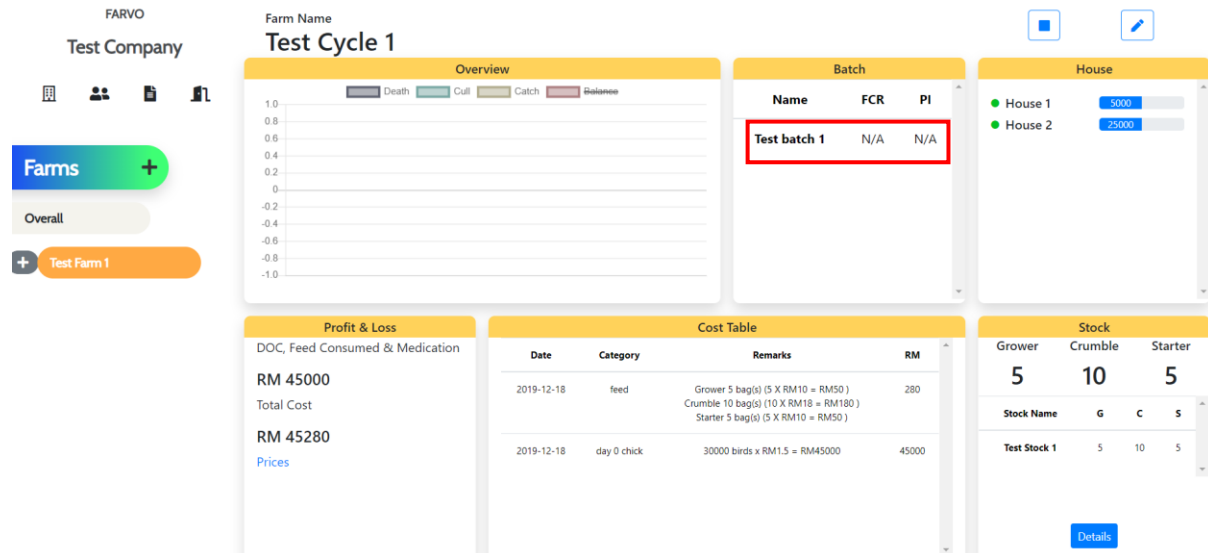 FARVO
Test Company
Farms +
Overall
+ Test Farm 1
Farm Name
Test Cycle 1
Overview
Death Cull Catch Balance
1.0
0.8
0.6
0.4
0.2
0
-0.2
-0.4
-0.6
-0.8
-1.0
Batch
Name FCR PI
Test batch 1 N/A N/A
House
House 1 5000
House 2 25000
Profit & Loss
DOC, Feed Consumed & Medication
RM 45000
Total Cost
RM 45280
Prices
Cost Table
Date Category Remarks RM
2019-12-18 feed Grower 5 bag(s) (5 X RM10 = RM50 ) 280
Crumble 10 bag(s) (10 X RM18 = RM180 )
Starter 5 bag(s) (5 X RM10 = RM50 )
2019-12-18 day 0 chick 30000 birds x RM1.5 = RM45000 45000
Stock
Grower Crumble Starter
5 10 5
Stock Name G C S
Test Stock 1 5 10 5
Details